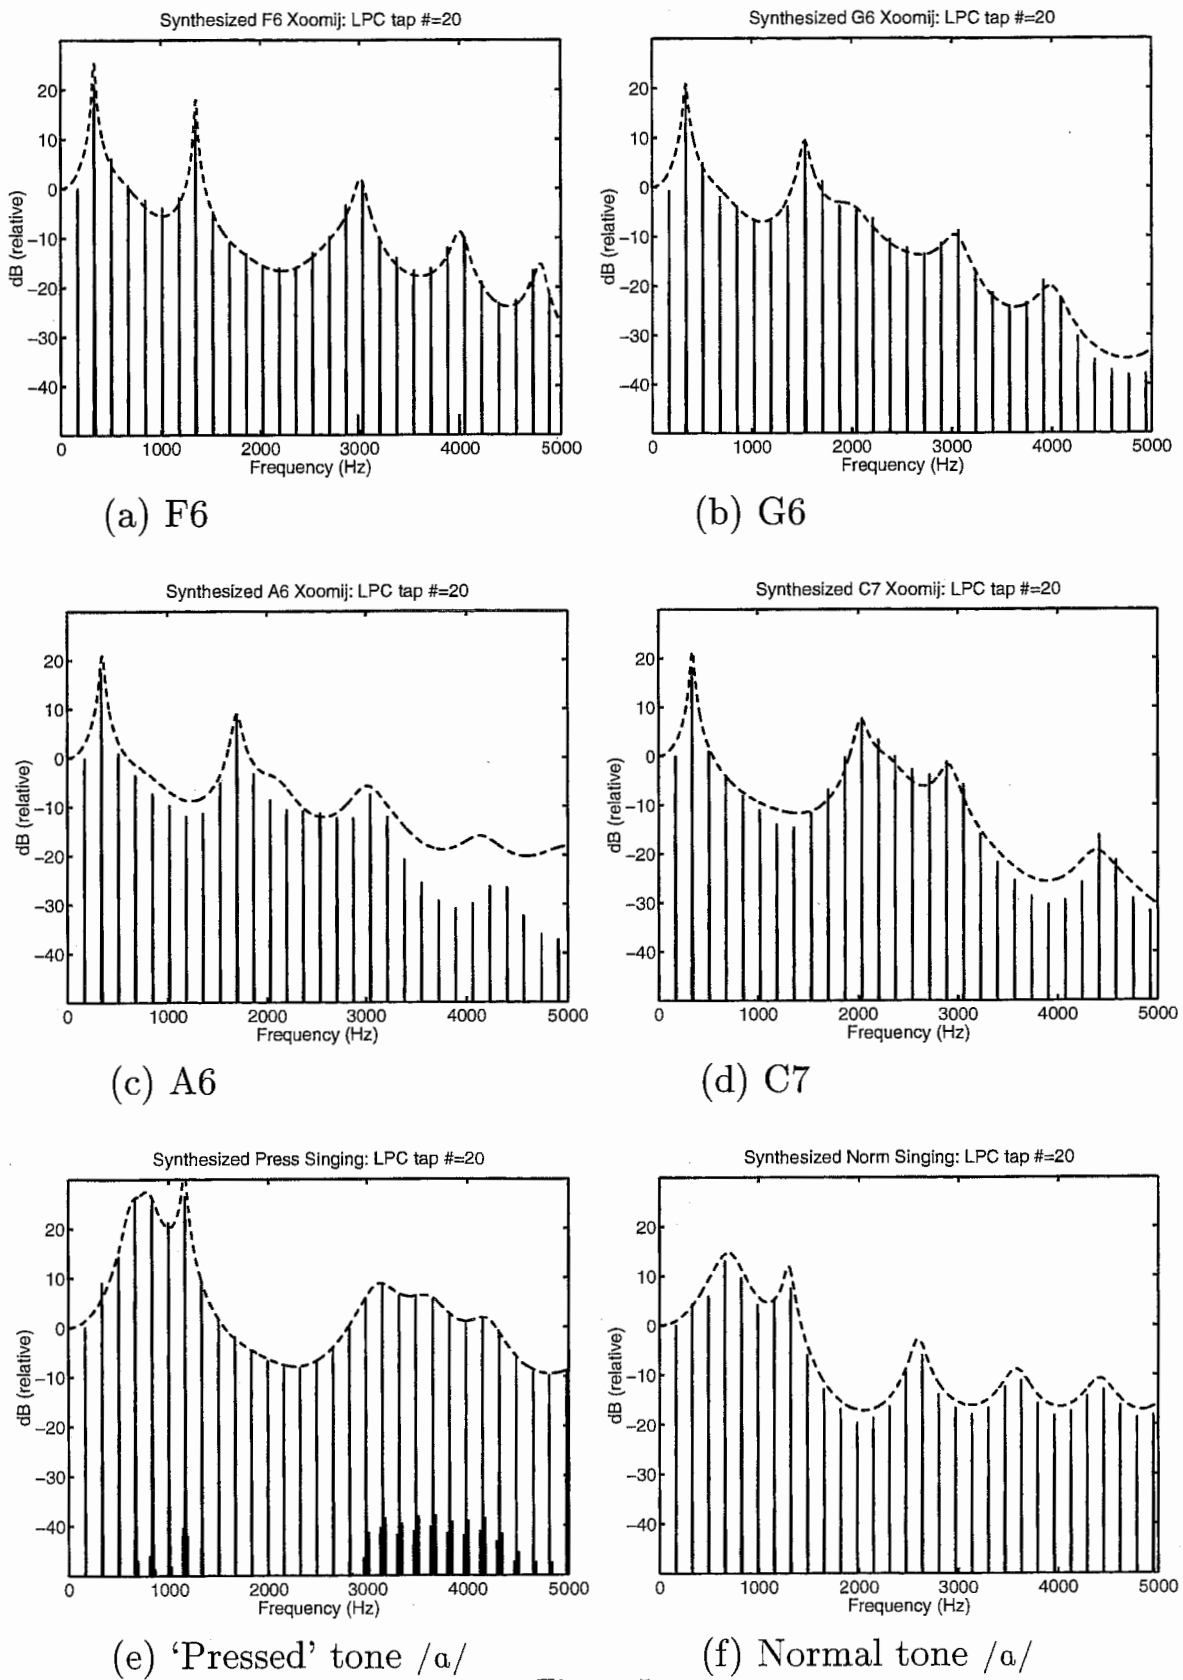 Synthesized F6 Xoomij: LPC tap #=20
dB (relative)
20
10
0
−10
−20
−30
−40
0 1000 2000 3000 4000 5000
Frequency (Hz)
(a) F6
Synthesized G6 Xoomij: LPC tap #=20
dB (relative)
20
10
0
−10
−20
−30
−40
0 1000 2000 3000 4000 5000
Frequency (Hz)
(b) G6
Synthesized A6 Xoomij: LPC tap #=20
dB (relative)
20
10
0
−10
−20
−30
−40
0 1000 2000 3000 4000 5000
Frequency (Hz)
(c) A6
Synthesized C7 Xoomij: LPC tap #=20
dB (relative)
20
10
0
−10
−20
−30
−40
0 1000 2000 3000 4000 5000
Frequency (Hz)
(d) C7
Synthesized Press Singing: LPC tap #=20
dB (relative)
20
10
0
−10
−20
−30
−40
0 1000 2000 3000 4000 5000
Frequency (Hz)
(e) ‘Pressed’ tone /a/
Synthesized Norm Singing: LPC tap #=20
dB (relative)
20
10
0
−10
−20
−30
−40
0 1000 2000 3000 4000 5000
Frequency (Hz)
(f) Normal tone /a/